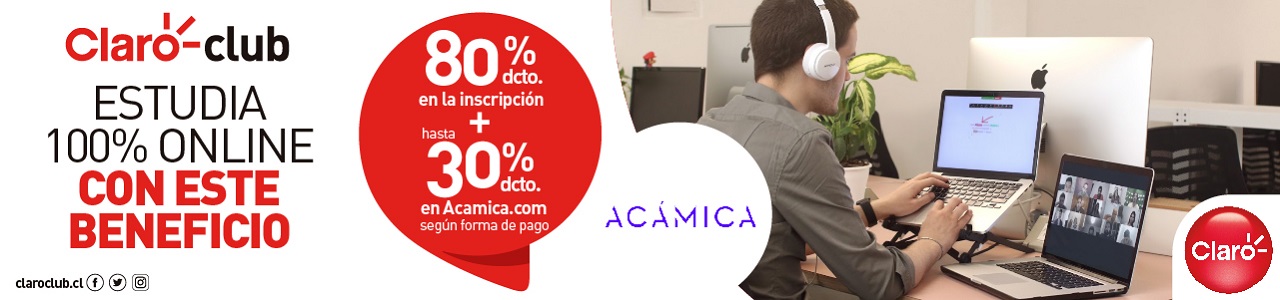 Claro-club
ESTUDIA
100% ONLINE
CON ESTE
BENEFICIO
claroclub.cl
80%
dcto.
en la inscripción
+
hasta
30%
dcto.
en Acamica.com
según forma de pago
ACÁMICA
Claro-